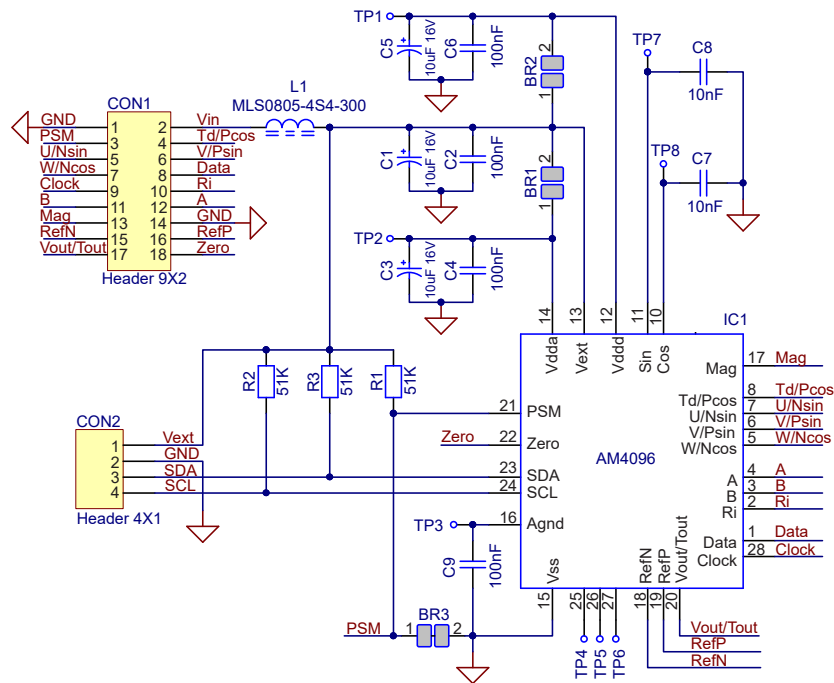 TP1
C5
10uF 16V
C6
100nF
2
BR2
1
TP7
C8
10nF
L1
MLS0805-4S4-300
CON1
GND 1 2 Vin
PSM 3 4 Td/Pcos
U/Nsin 5 6 V/Psin
W/Ncos 7 8 Data
Clock 9 10 Ri
B 11 12 A
Mag 13 14 GND
RefN 15 16 RefP
Vout/Tout 17 18 Zero
Header 9X2
C1
10uF 16V
C2
100nF
2
BR1
1
TP8
C7
10nF
TP2
C3
10uF 16V
C4
100nF
14 13 12 11 10
IC1
Vdda Vext Vddd Sin Cos
R2 51K
R3 51K
R1 51K
Mag 17 Mag
Td/Pcos 8 Td/Pcos
U/Nsin 7 U/Nsin
V/Psin 6 V/Psin
W/Ncos 5 W/Ncos
21 PSM
Zero 22 Zero
AM4096
23 SDA
24 SCL
A 4 A
B 3 B
Ri 2 Ri
CON2
1 Vext
2 GND
3 SDA
4 SCL
Header 4X1
TP3 16 Agnd
C9
100nF
Data 1 Data
Clock 28 Clock
Vss RefN RefP Vout/Tout
15 25 26 27 18 19 20
PSM 1 BR3 2
TP4 TP5 TP6
Vout/Tout
RefP
RefN